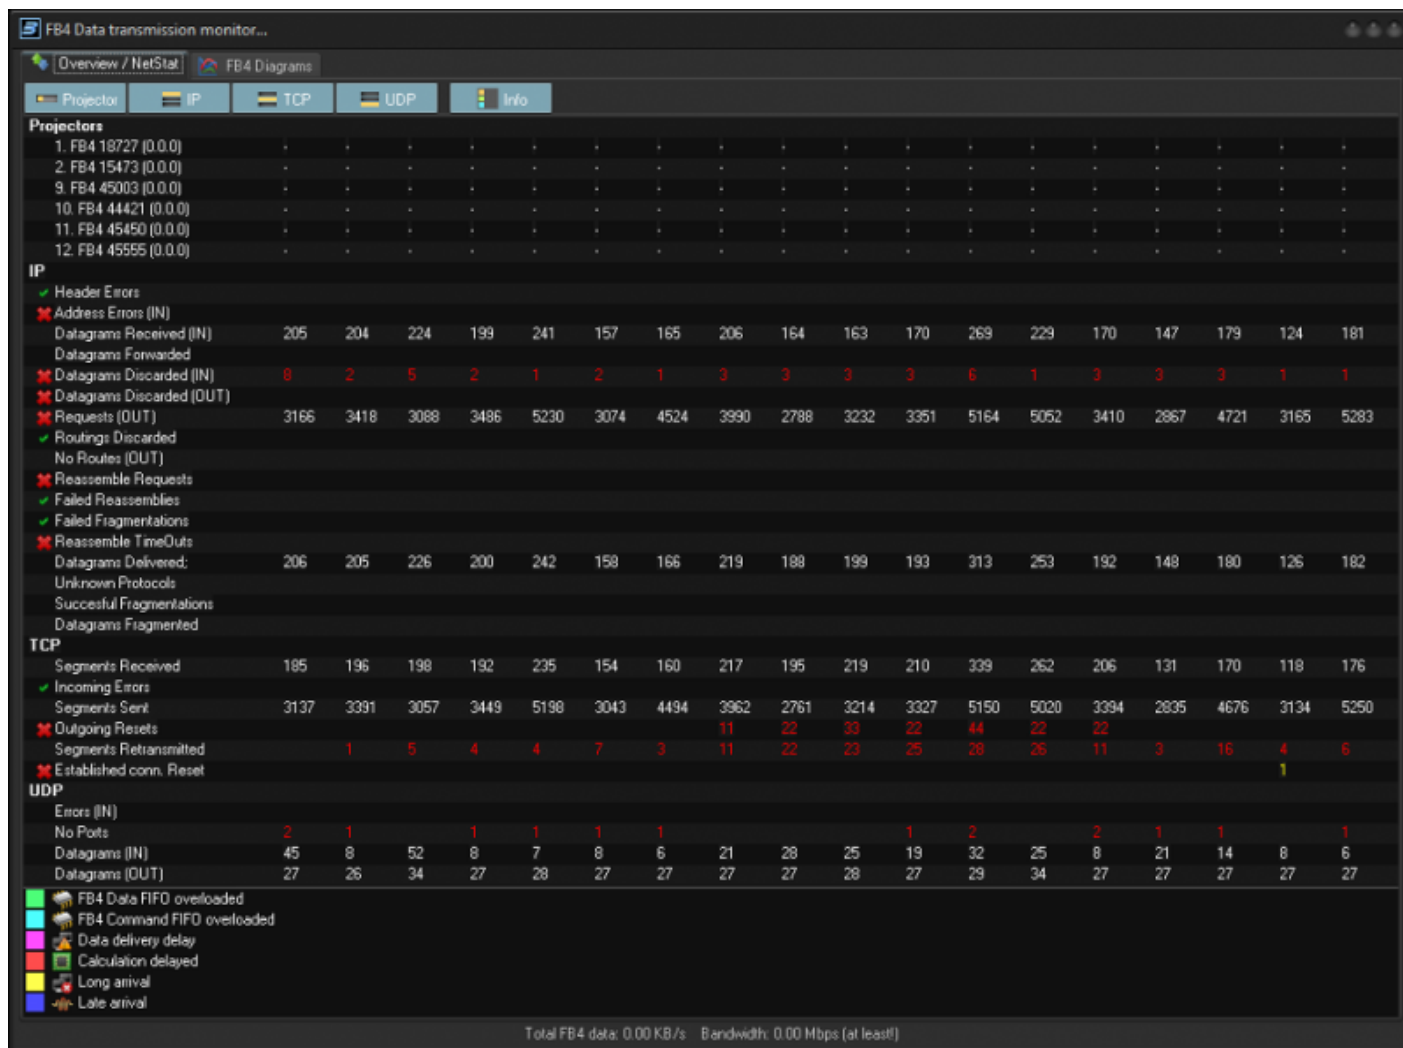 FB4 Data transmission monitor...
Overview / NetStat FB4 Diagrams
Projector IP TCP UDP Info
Projectors
1. FB4 18727 (0.0.0) - - - - - - - - - - - - - - - - - -
2. FB4 15473 (0.0.0) - - - - - - - - - - - - - - - - - -
9. FB4 45003 (0.0.0) - - - - - - - - - - - - - - - - - -
10. FB4 44421 (0.0.0) - - - - - - - - - - - - - - - - - -
11. FB4 45450 (0.0.0) - - - - - - - - - - - - - - - - - -
12. FB4 45555 (0.0.0) - - - - - - - - - - - - - - - - - -
IP
Header Errors
Address Errors (IN)
Datagrams Received (IN) 205 204 224 199 241 157 165 206 164 163 170 269 229 170 147 179 124 181
Datagrams Forwarded
Datagrams Discarded (IN) 8 2 5 2 1 2 1 3 3 3 3 6 1 3 3 3 1 1
Datagrams Discarded (OUT)
Requests (OUT) 3166 3418 3088 3486 5230 3074 4524 3990 2788 3232 3351 5164 5052 3410 2867 4721 3165 5283
Routings Discarded
No Routes (OUT)
Reassemble Requests
Failed Reassemblies
Failed Fragmentations
Reassemble TimeOuts
Datagrams Delivered; 206 205 226 200 242 158 166 219 188 199 193 313 253 192 148 180 126 182
Unknown Protocols
Succesful Fragmentations
Datagrams Fragmented
TCP
Segments Received 185 196 198 192 235 154 160 217 195 219 210 339 262 206 131 170 118 176
Incoming Errors
Segments Sent 3137 3391 3057 3449 5198 3043 4494 3962 2761 3214 3327 5150 5020 3394 2835 4676 3134 5250
Outgoing Resets 11 22 33 22 44 22 22
Segments Retransmitted 1 5 4 4 7 3 11 22 23 25 28 26 11 3 16 4 6
Established conn. Reset 1
UDP
Errors (IN)
No Ports 2 1 1 1 1 1 1 2 2 1 1 1
Datagrams (IN) 45 8 52 8 7 8 6 21 28 25 19 32 25 8 21 14 8 6
Datagrams (OUT) 27 26 34 27 28 27 27 27 27 28 27 29 34 27 27 27 27 27
FB4 Data FIFO overloaded
FB4 Command FIFO overloaded
Data delivery delay
Calculation delayed
Long arrival
Late arrival
Total FB4 data: 0.00 KB/s Bandwidth: 0.00 Mbps (at least!)